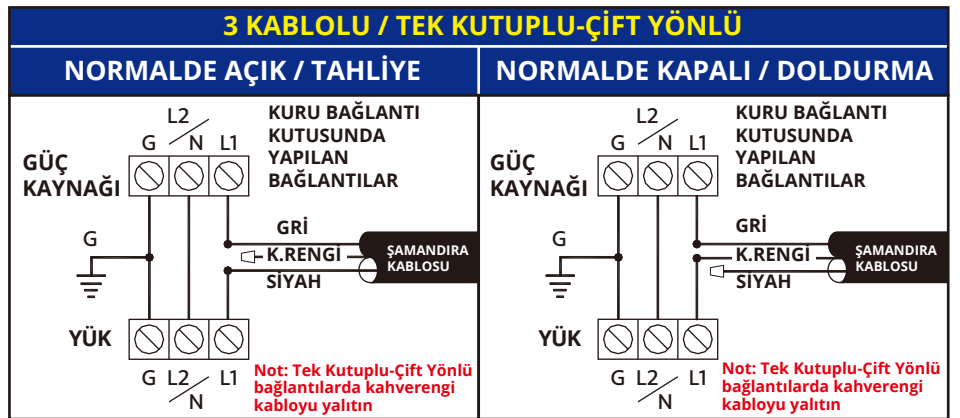 3 KABLOLU / TEK KUTUPLU-ÇİFT YÖNLÜ
NORMALDE AÇIK / TAHLİYE
L2
G N L1
GÜÇ
KAYNAĞI
KURU BAĞLANTI
KUTUSUNDA
YAPILAN
BAĞLANTILAR
GRİ
G
K.RENGİ
SİYAH
ŞAMANDIRA
KABLOSU
YÜK
G L2 L1
N
Not: Tek Kutuplu-Çift Yönlü
bağlantılarda kahverengi
kabloyu yalıtın
NORMALDE KAPALI / DOLDURMA
L2
G N L1
GÜÇ
KAYNAĞI
KURU BAĞLANTI
KUTUSUNDA
YAPILAN
BAĞLANTILAR
GRİ
G
K.RENGİ
SİYAH
ŞAMANDIRA
KABLOSU
YÜK
G L2 L1
N
Not: Tek Kutuplu-Çift Yönlü
bağlantılarda kahverengi
kabloyu yalıtın